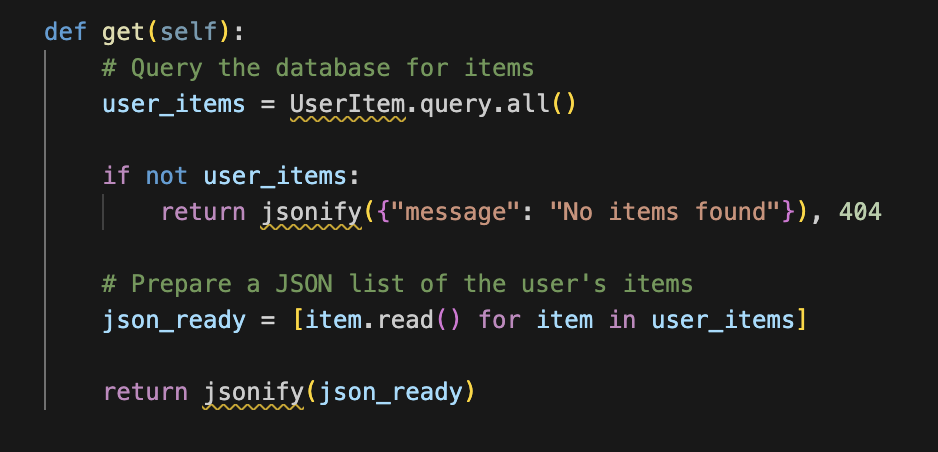 def get(self):
    # Query the database for items
    user_items = UserItem.query.all()
    if not user_items:
        return jsonify({"message": "No items found"}), 404
    # Prepare a JSON list of the user's items
    json_ready = [item.read() for item in user_items]
    return jsonify(json_ready)